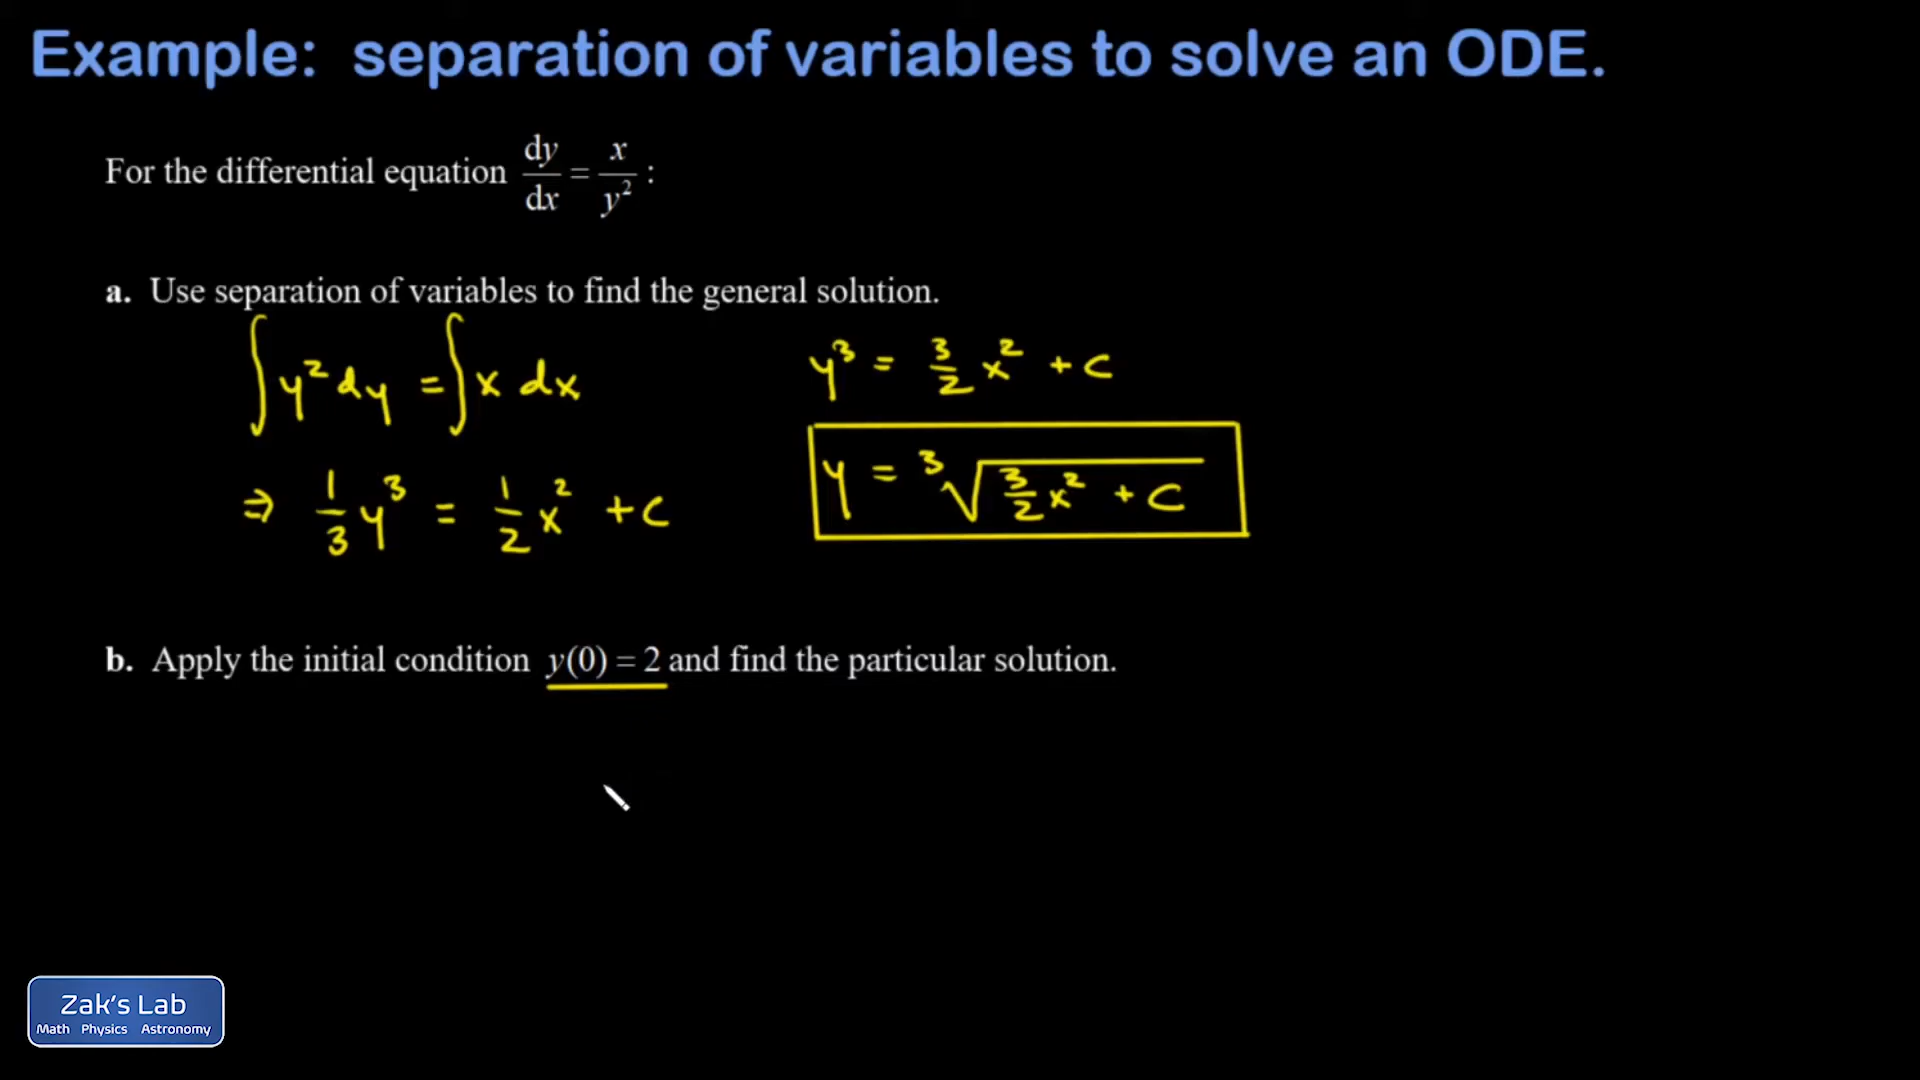 Example: separation of variables to solve an ODE.
For the differential equation dy/dx = x/y² :
a. Use separation of variables to find the general solution.
∫ y² dy = ∫ x dx
⇒ 1/3 y³ = 1/2 x² + c
y³ = 3/2 x² + c
y = ³√(3/2 x² + c)
b. Apply the initial condition y(0) = 2 and find the particular solution.
Zak's Lab
Math Physics Astronomy